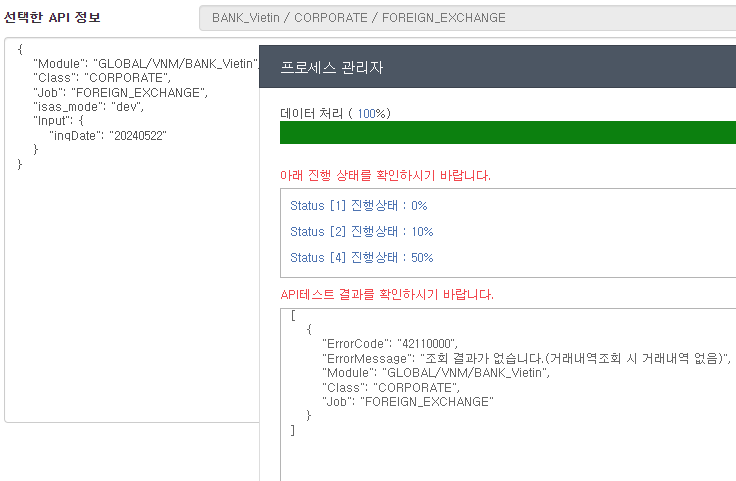 선택한 API 정보
BANK_Vietin / CORPORATE / FOREIGN_EXCHANGE
{
"Module": "GLOBAL/VNM/BANK_Vietin",
"Class": "CORPORATE",
"Job": "FOREIGN_EXCHANGE",
"isas_mode": "dev",
"Input": {
"inqDate": "20240522"
}
}
프로세스 관리자
데이터 처리 ( 100%)
아래 진행 상태를 확인하시기 바랍니다.
Status [1] 진행상태 : 0%
Status [2] 진행상태 : 10%
Status [4] 진행상태 : 50%
API테스트 결과를 확인하시기 바랍니다.
[
{
"ErrorCode": "42110000",
"ErrorMessage": "조회 결과가 없습니다.(거래내역조회 시 거래내역 없음)",
"Module": "GLOBAL/VNM/BANK_Vietin",
"Class": "CORPORATE",
"Job": "FOREIGN_EXCHANGE"
}
]